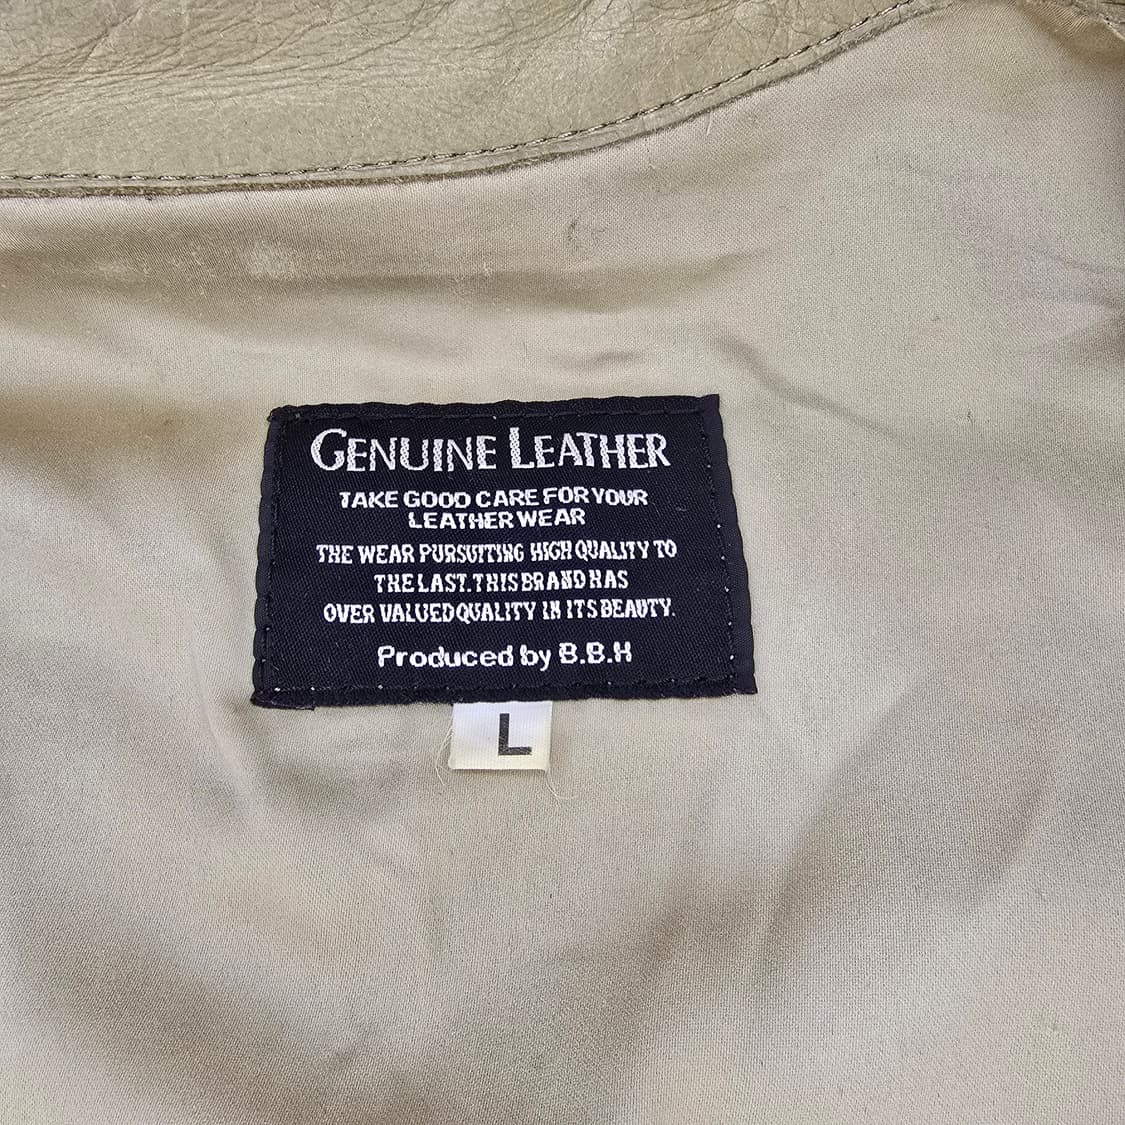 GENUINE LEATHER
TAKE GOOD CARE FOR YOUR
LEATHER WEAR
THE WEAR PURSUITING HIGH QUALITY TO
THE LAST. THIS BRAND HAS
OVER VALUED QUALITY IN ITS BEAUTY.
Produced by B.B.H
L